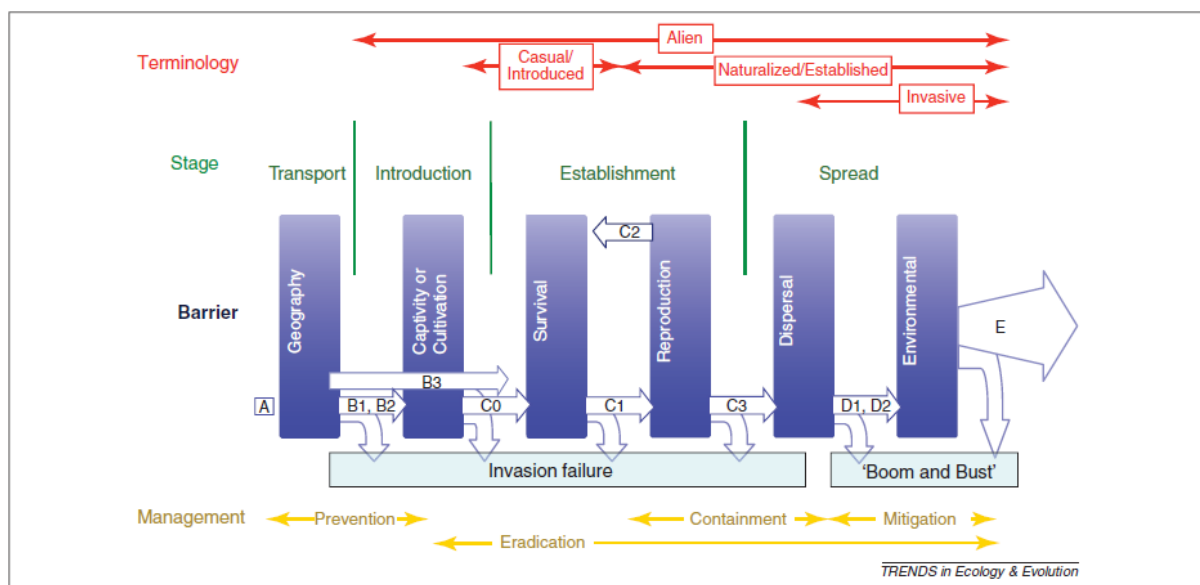 Alien
Terminology
Casual/
Introduced
Naturalized/Established
Invasive
Stage
Transport
Introduction
Establishment
Spread
Barrier
Geography
Captivity or
Cultivation
Survival
Reproduction
Dispersal
Environmental
C2
E
B3
A
B1, B2
C0
C1
C3
D1, D2
Invasion failure
'Boom and Bust'
Management
Prevention
Containment
Mitigation
Eradication
TRENDS in Ecology & Evolution